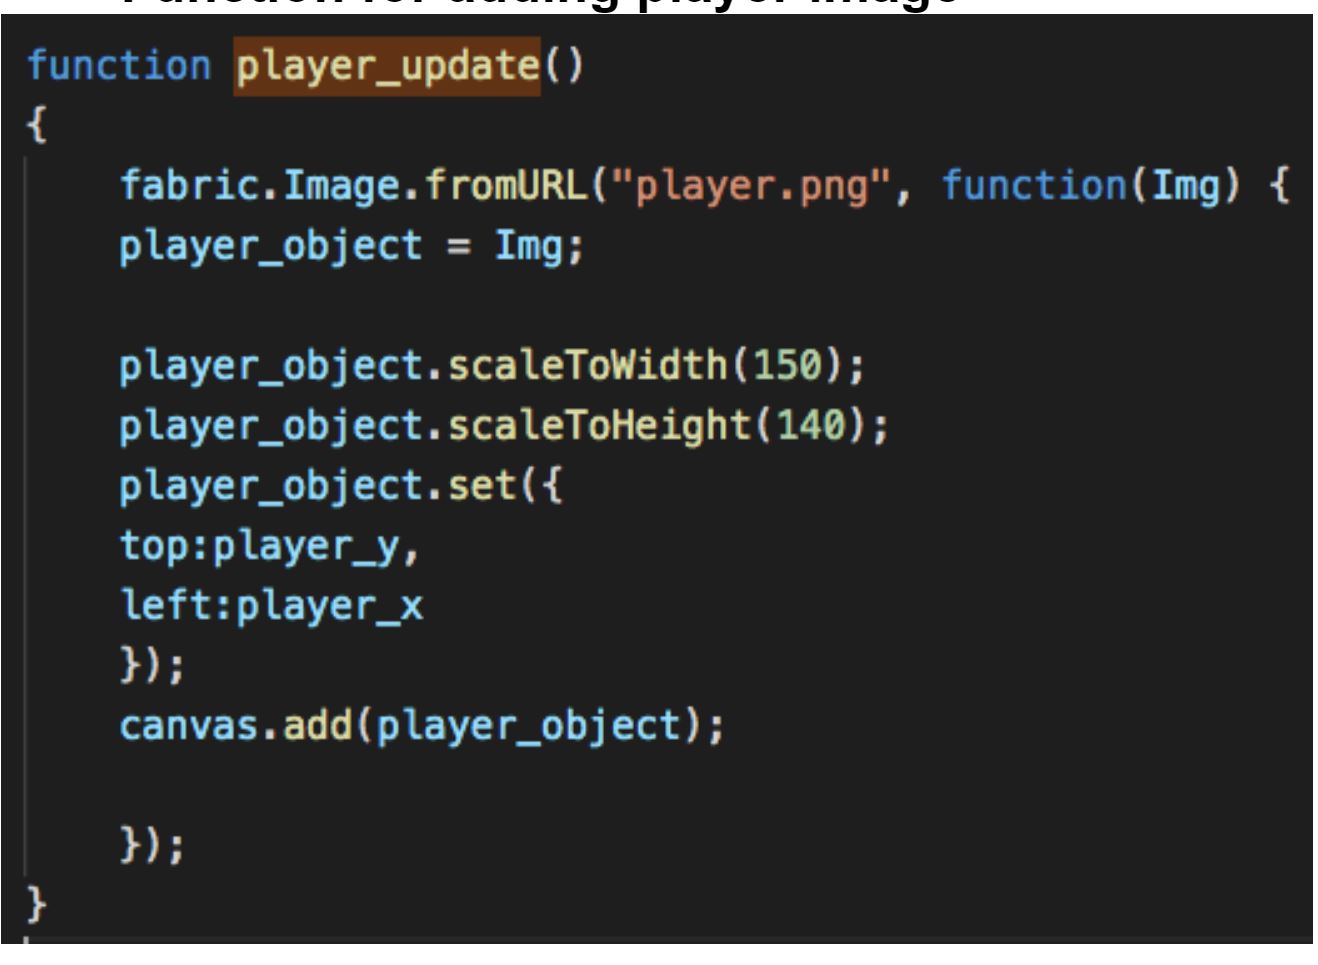 Function for adding player image
function player_update()
{
    fabric.Image.fromURL("player.png", function(Img) {
    player_object = Img;

    player_object.scaleToWidth(150);
    player_object.scaleToHeight(140);
    player_object.set({
    top:player_y,
    left:player_x
    });
    canvas.add(player_object);

    });
}